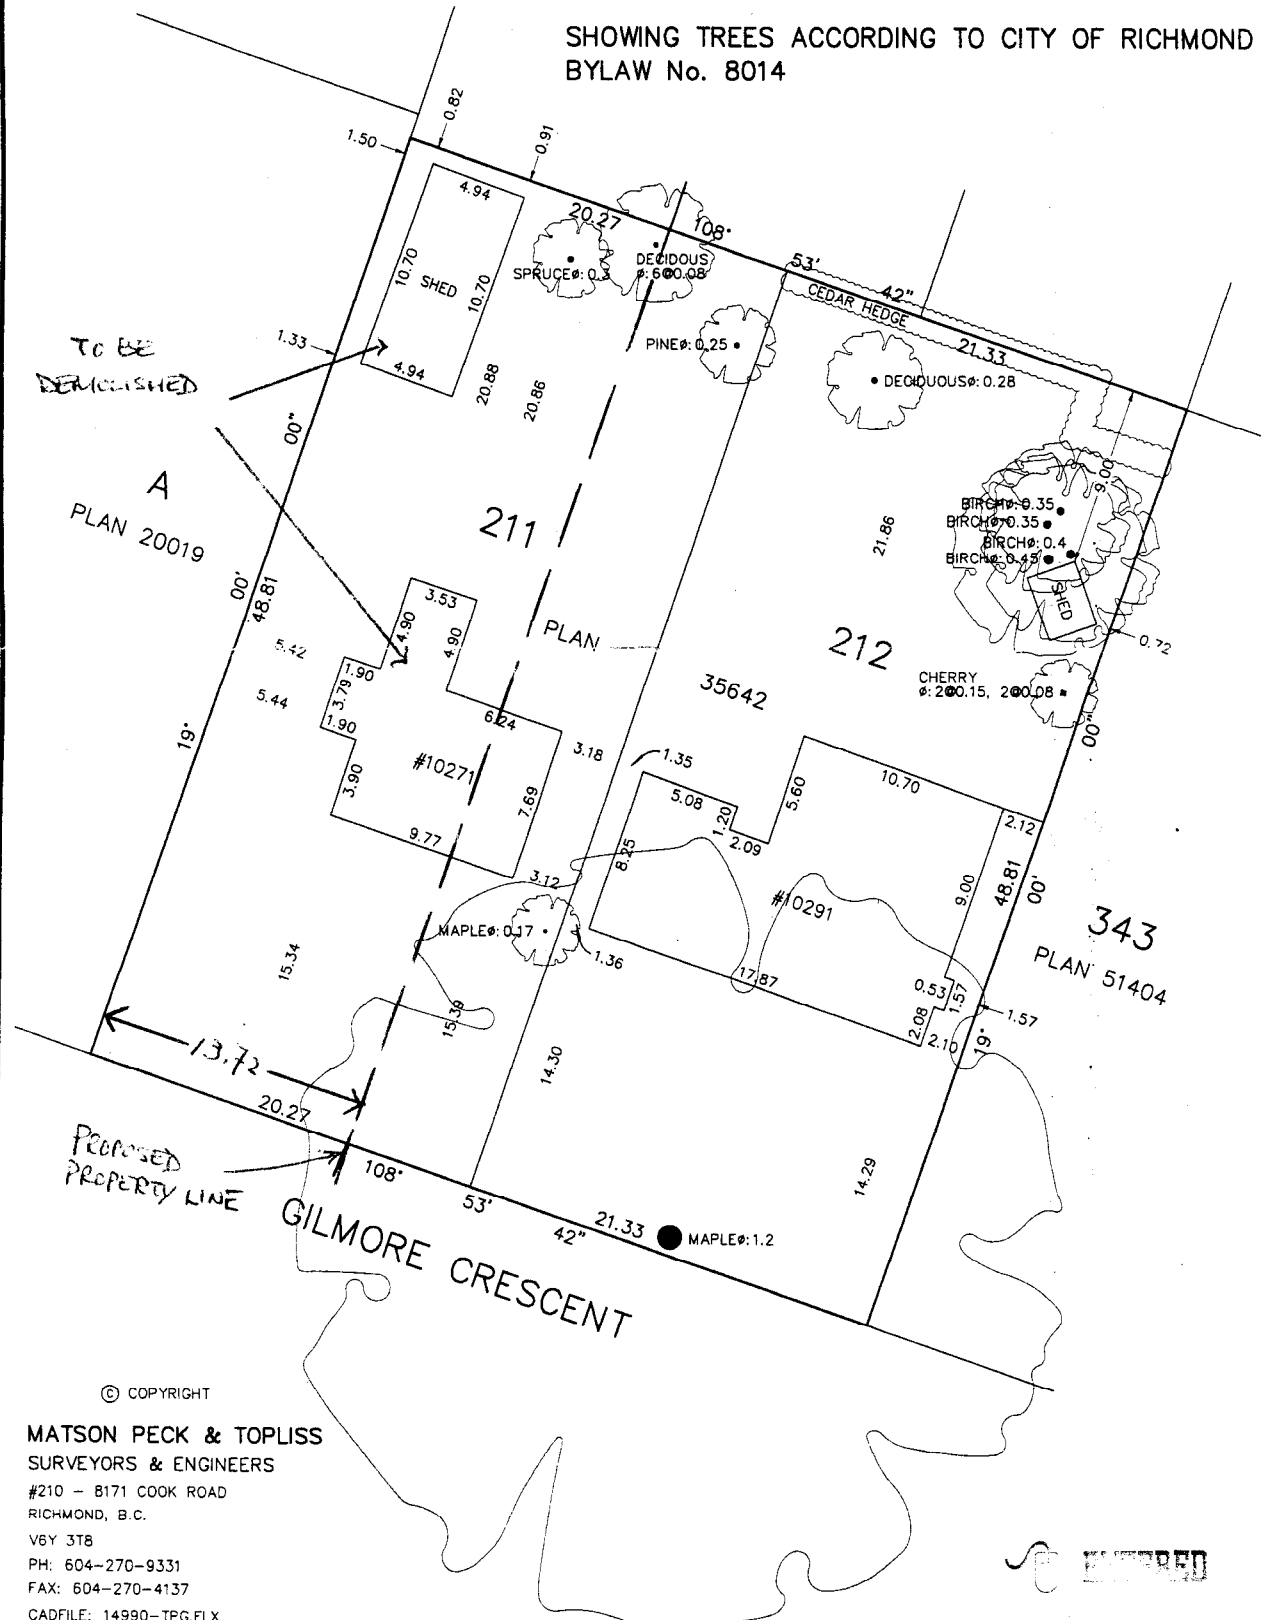 SHOWING TREES ACCORDING TO CITY OF RICHMOND
BYLAW No. 8014
0.82
1.50
0.91
4.94
20.27
108°
53'
42"
21.33
10.70
SHED
10.70
4.94
SPRUCEø: 0.3
DECIDOUS
ø: 6@0.08
CEDAR HEDGE
PINEø: 0.25
DECIDUOUSø: 0.28
TO BE
DEMOLISHED
1.33
20.88
20.86
00"
9.00
A
PLAN 20019
211
21.86
BIRCHø: 0.35
BIRCHø: 0.35
BIRCHø: 0.4
BIRCHø: 0.45
SHED
0.72
00'
48.81
3.53
4.90
4.90
PLAN
212
5.42
1.90
3.79
5.44
1.90
35642
CHERRY
ø: 2@0.15, 2@0.08
00"
19°
6.24
3.18
1.35
#10271
3.90
7.69
9.77
5.08
1.20
2.09
5.60
10.70
2.12
8.25
3.12
#10291
9.00
48.81
00'
343
PLAN 51404
MAPLEø: 0.17
1.36
17.87
0.53
1.57
2.08
2.10
1.57
19°
15.34
15.39
14.30
14.29
13.72
20.27
PROPOSED
PROPERTY LINE
108°
53'
42"
21.33
MAPLEø: 1.2
GILMORE CRESCENT
© COPYRIGHT
MATSON PECK & TOPLISS
SURVEYORS & ENGINEERS
#210 - 8171 COOK ROAD
RICHMOND, B.C.
V6Y 3T8
PH: 604-270-9331
FAX: 604-270-4137
CADFILE: 14990-TPG.FLX
ENTERED